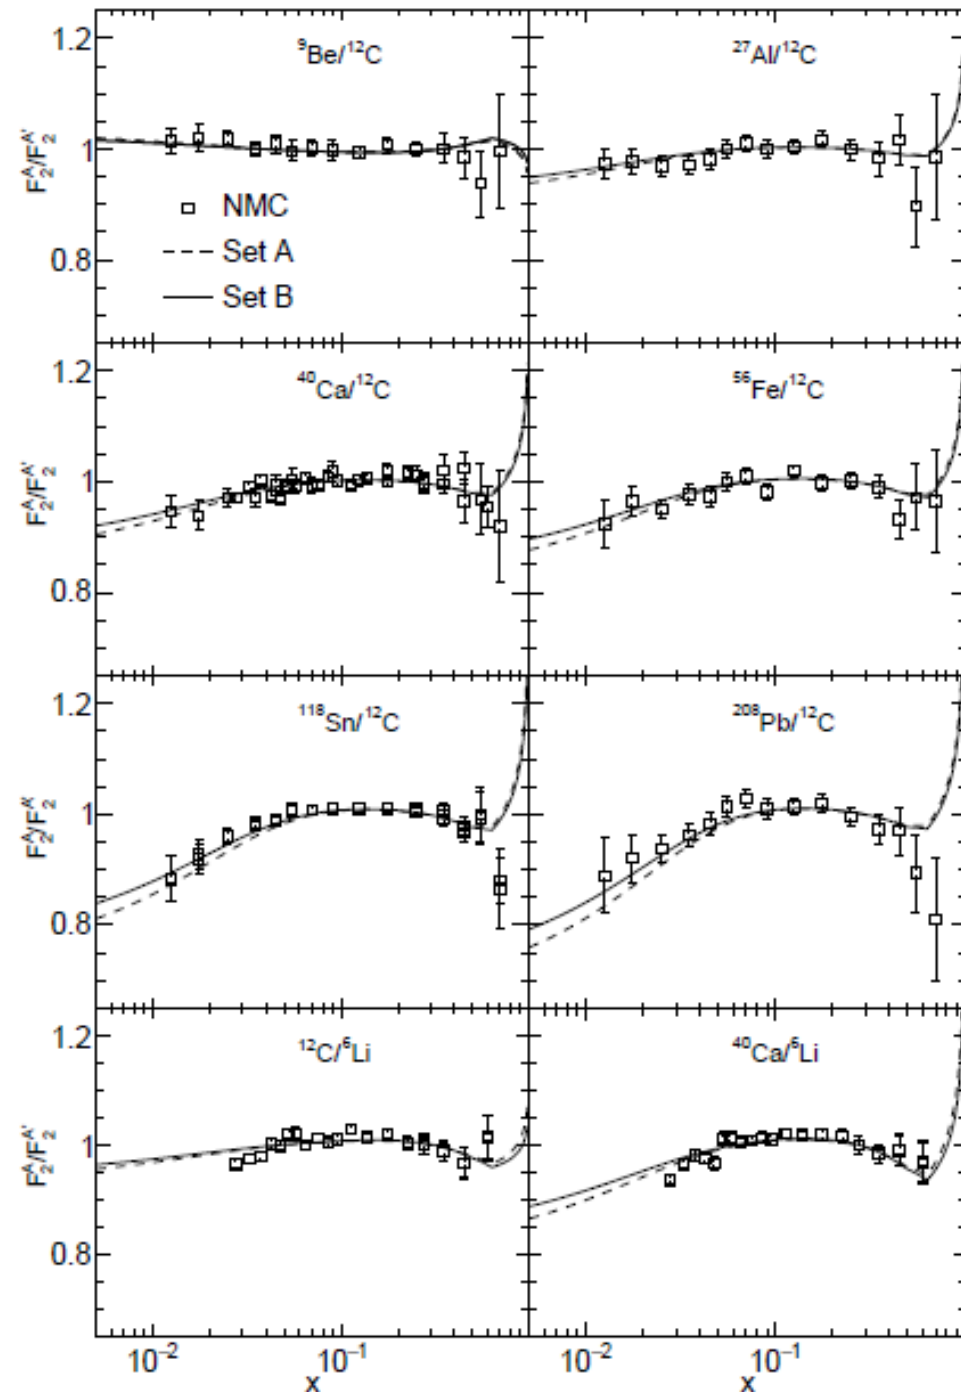 1.2
⁹Be/¹²C
²⁷Al/¹²C
F₂ᴬ/F₂ᴬ'
1
NMC
Set A
Set B
0.8
1.2
⁴⁰Ca/¹²C
⁵⁶Fe/¹²C
F₂ᴬ/F₂ᴬ'
1
0.8
1.2
¹¹⁸Sn/¹²C
²⁰⁸Pb/¹²C
F₂ᴬ/F₂ᴬ'
1
0.8
1.2
¹²C/⁶Li
⁴⁰Ca/⁶Li
F₂ᴬ/F₂ᴬ'
1
0.8
10⁻² 10⁻¹ 10⁻² 10⁻¹
x x